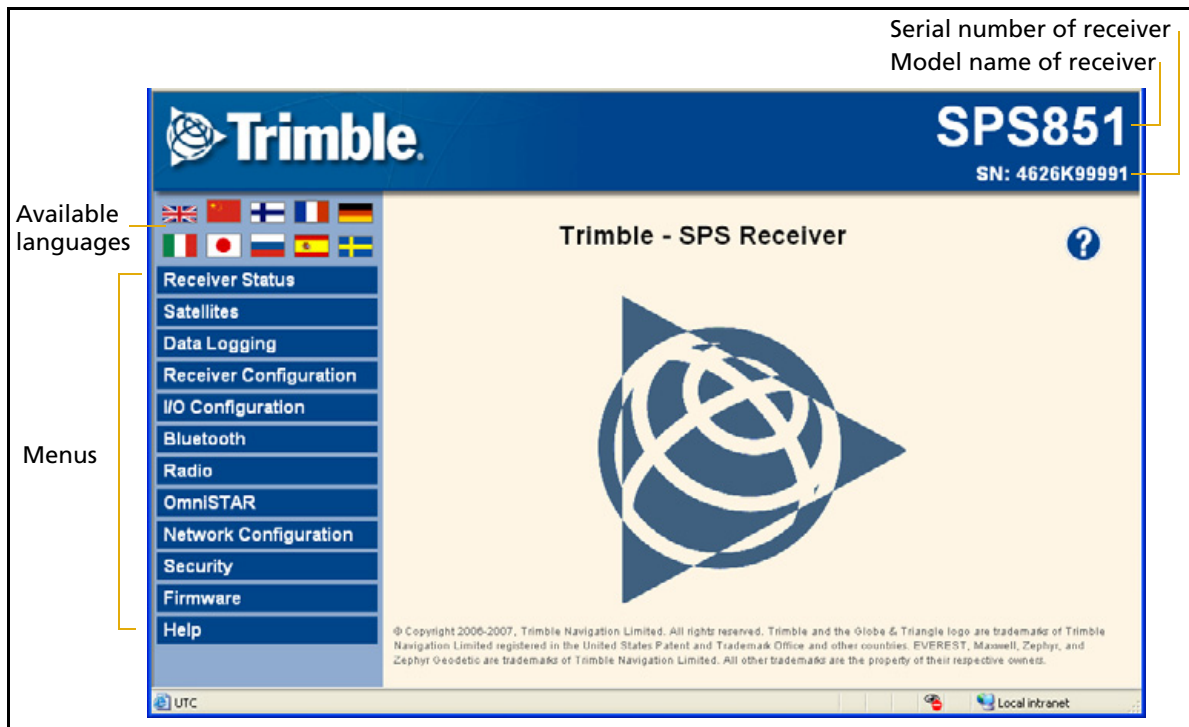 Serial number of receiver
Model name of receiver
Trimble.
SPS851
SN: 4626K99991
Available
languages
Trimble - SPS Receiver
?
Menus
Receiver Status
Satellites
Data Logging
Receiver Configuration
I/O Configuration
Bluetooth
Radio
OmniSTAR
Network Configuration
Security
Firmware
Help
© Copyright 2006-2007, Trimble Navigation Limited. All rights reserved. Trimble and the Globe & Triangle logo are trademarks of Trimble
Navigation Limited registered in the United States Patent and Trademark Office and other countries. EVEREST, Maxwell, Zephyr, and
Zephyr Geodetic are trademarks of Trimble Navigation Limited. All other trademarks are the property of their respective owners.
UTC
Local intranet